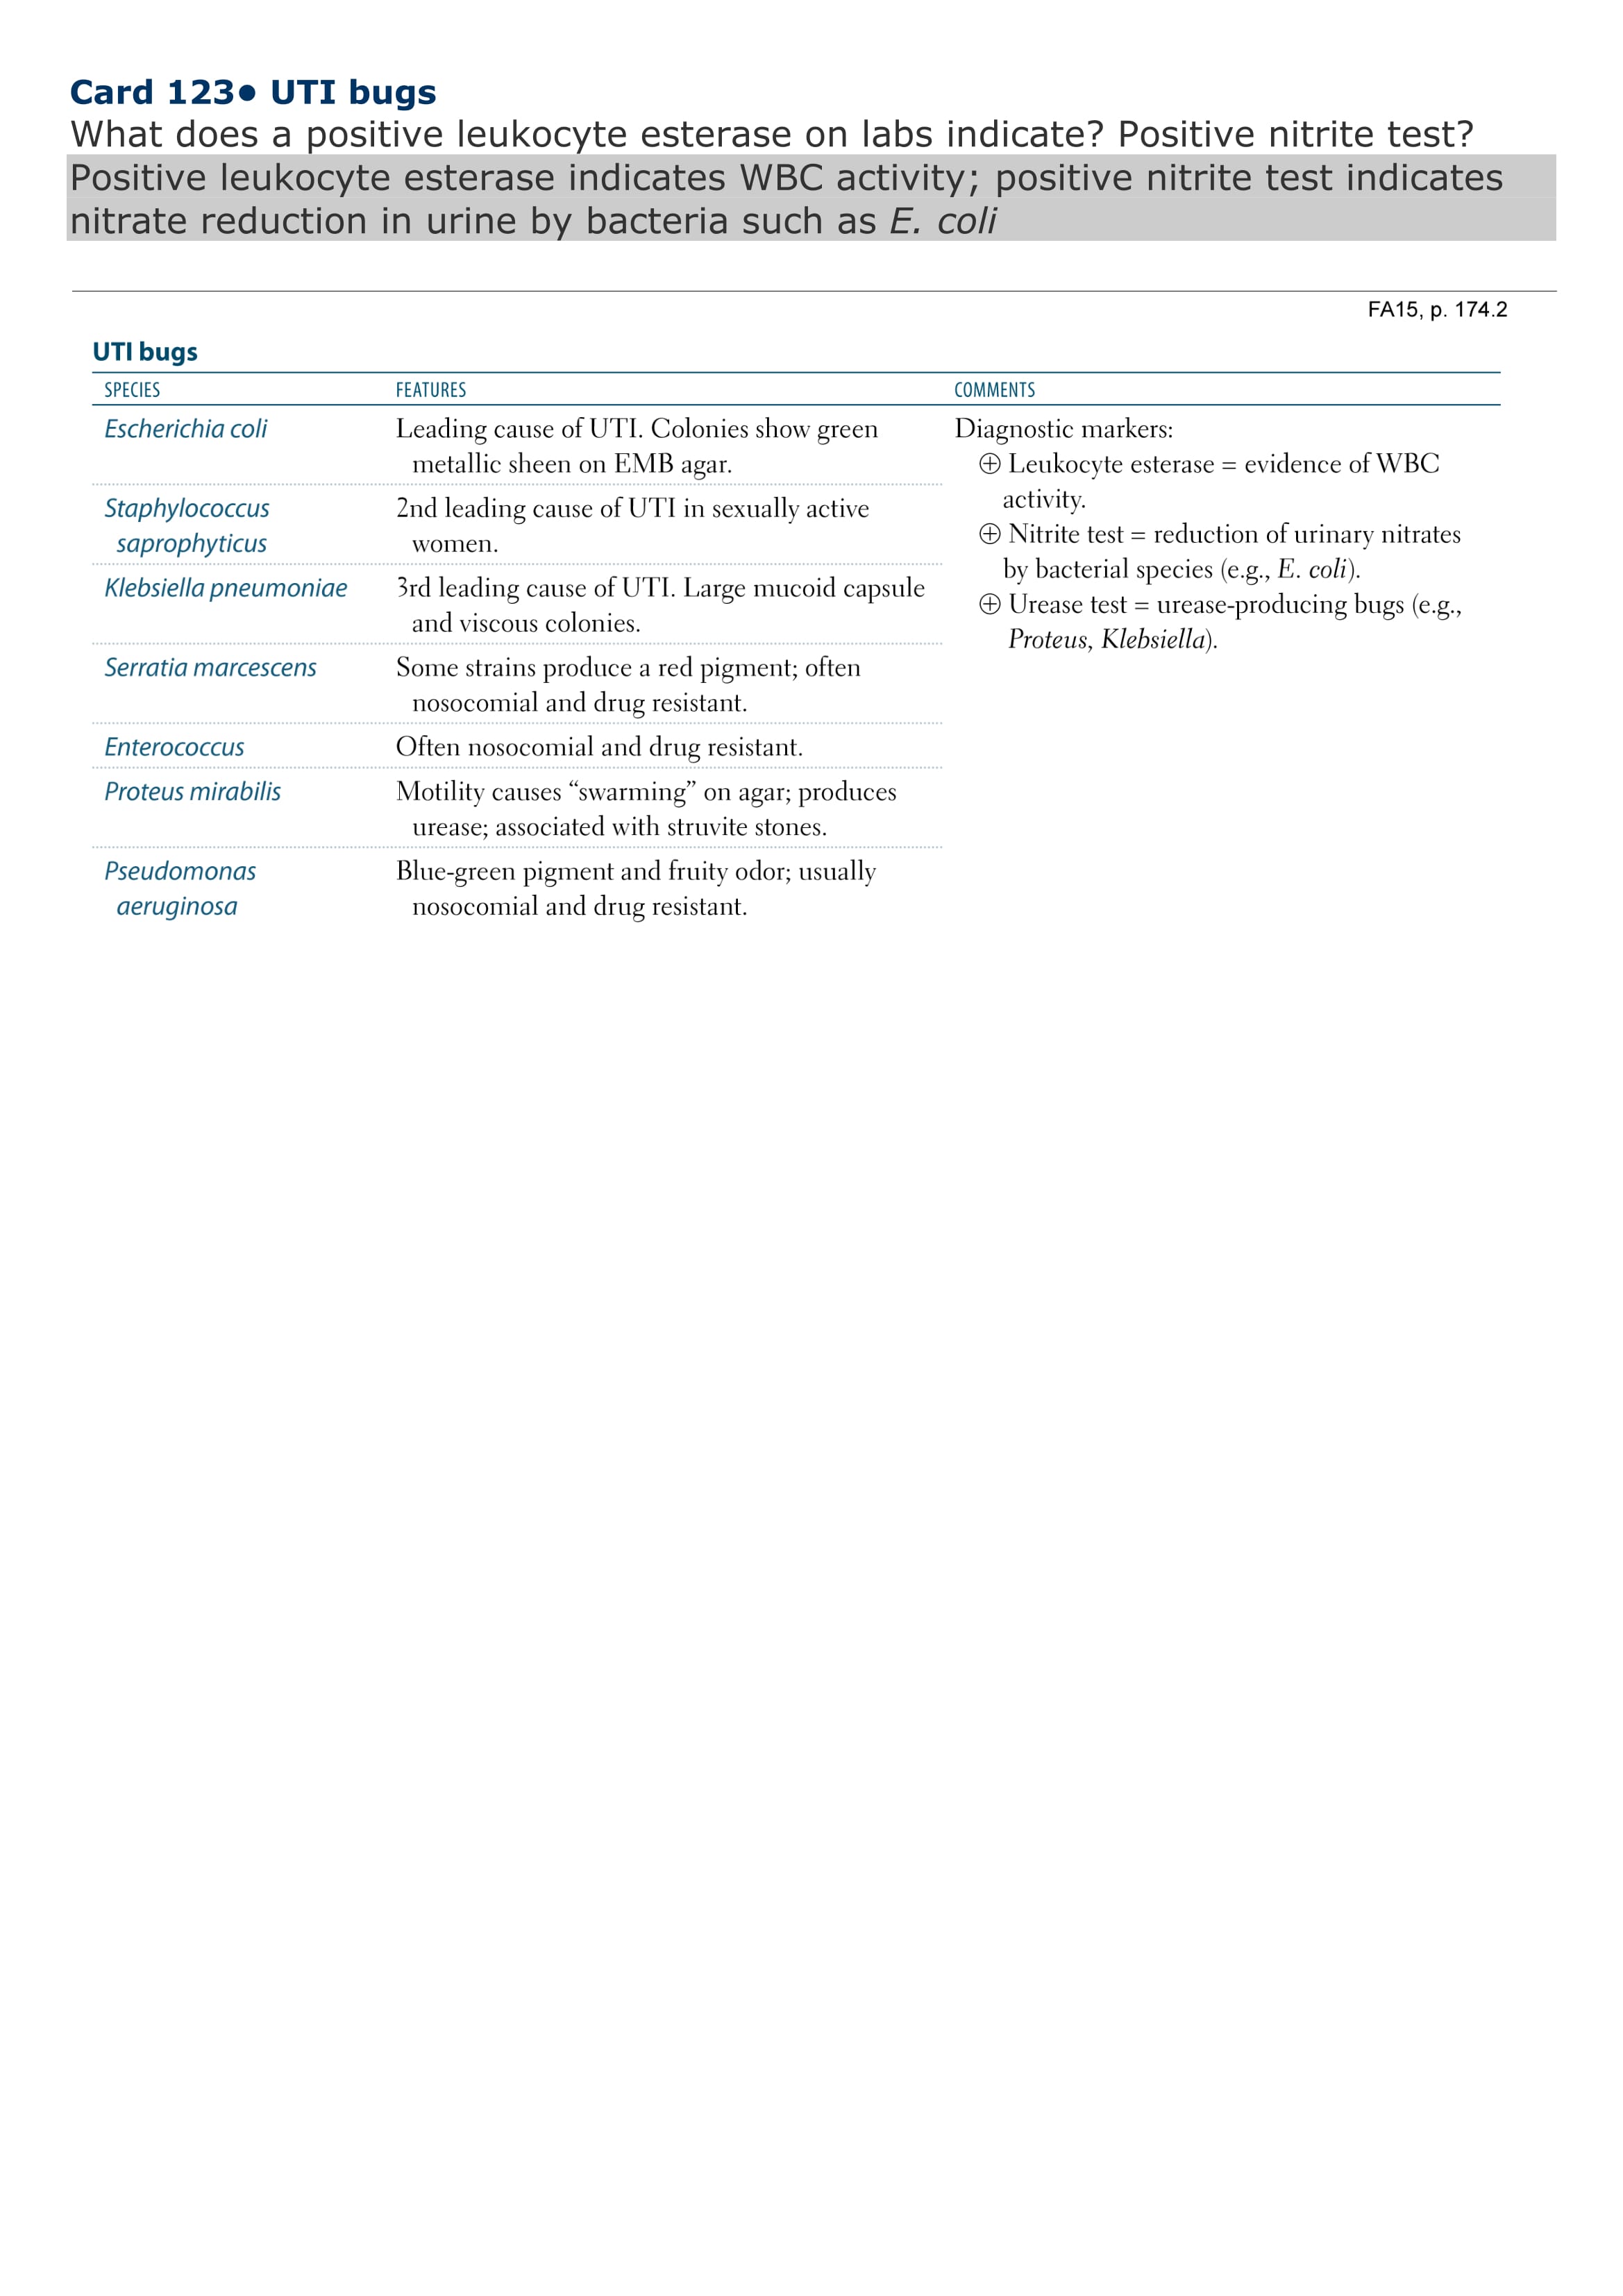 Card 123• UTI bugs
What does a positive leukocyte esterase on labs indicate? Positive nitrite test?
Positive leukocyte esterase indicates WBC activity; positive nitrite test indicates
nitrate reduction in urine by bacteria such as E. coli
FA15, p. 174.2
UTI bugs
SPECIES FEATURES COMMENTS
Escherichia coli
Leading cause of UTI. Colonies show green
metallic sheen on EMB agar.
Staphylococcus
saprophyticus
2nd leading cause of UTI in sexually active
women.
Klebsiella pneumoniae
3rd leading cause of UTI. Large mucoid capsule
and viscous colonies.
Serratia marcescens
Some strains produce a red pigment; often
nosocomial and drug resistant.
Enterococcus
Often nosocomial and drug resistant.
Proteus mirabilis
Motility causes “swarming” on agar; produces
urease; associated with struvite stones.
Pseudomonas
aeruginosa
Blue-green pigment and fruity odor; usually
nosocomial and drug resistant.
Diagnostic markers:
⊕ Leukocyte esterase = evidence of WBC
activity.
⊕ Nitrite test = reduction of urinary nitrates
by bacterial species (e.g., E. coli).
⊕ Urease test = urease-producing bugs (e.g.,
Proteus, Klebsiella).